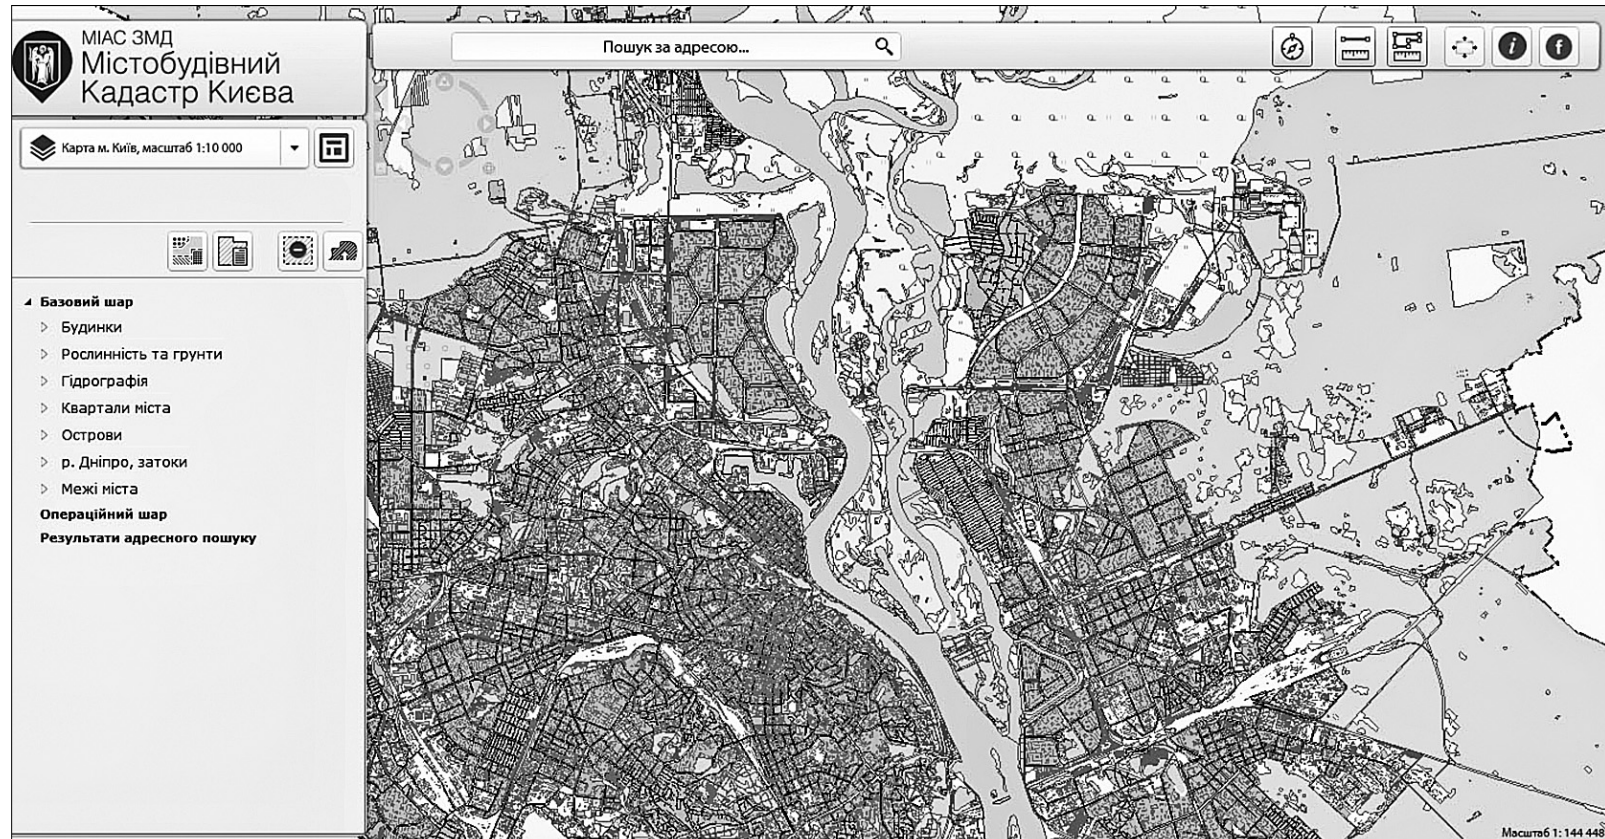 МІАС ЗМД
Містобудівний
Кадастр Києва
Пошук за адресою...
Карта м. Київ, масштаб 1:10 000
Базовий шар
Будинки
Рослинність та грунти
Гідрографія
Квартали міста
Острови
р. Дніпро, затоки
Межі міста
Операційний шар
Результати адресного пошуку
Масштаб 1: 144 448